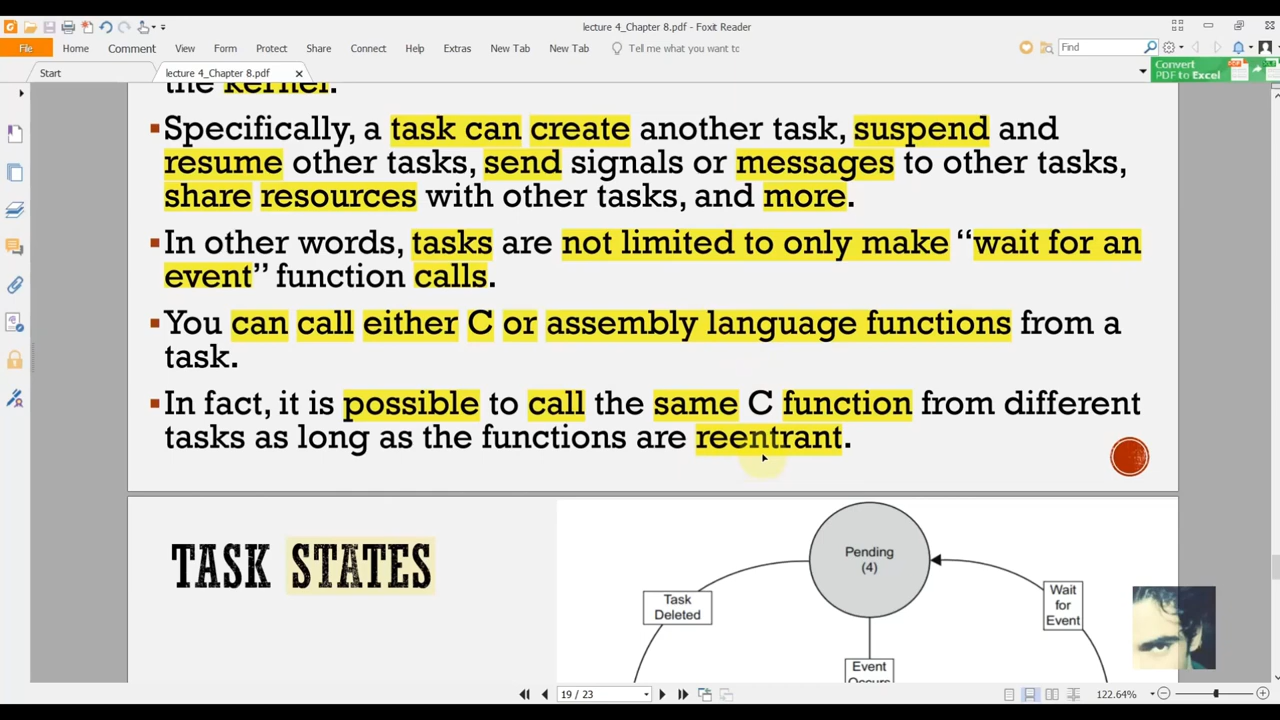 lecture 4_Chapter 8.pdf - Foxit Reader
File Home Comment View Form Protect Share Connect Help Extras New Tab New Tab Tell me what you want tc Find
Start lecture 4_Chapter 8.pdf
Convert
PDF to Excel
the kernel.
Specifically, a task can create another task, suspend and
resume other tasks, send signals or messages to other tasks,
share resources with other tasks, and more.
In other words, tasks are not limited to only make “wait for an
event” function calls.
You can call either C or assembly language functions from a
task.
In fact, it is possible to call the same C function from different
tasks as long as the functions are reentrant.
TASK STATES
Pending
(4)
Task
Deleted
Wait
for
Event
Event
Occurs
19 / 23
122.64%